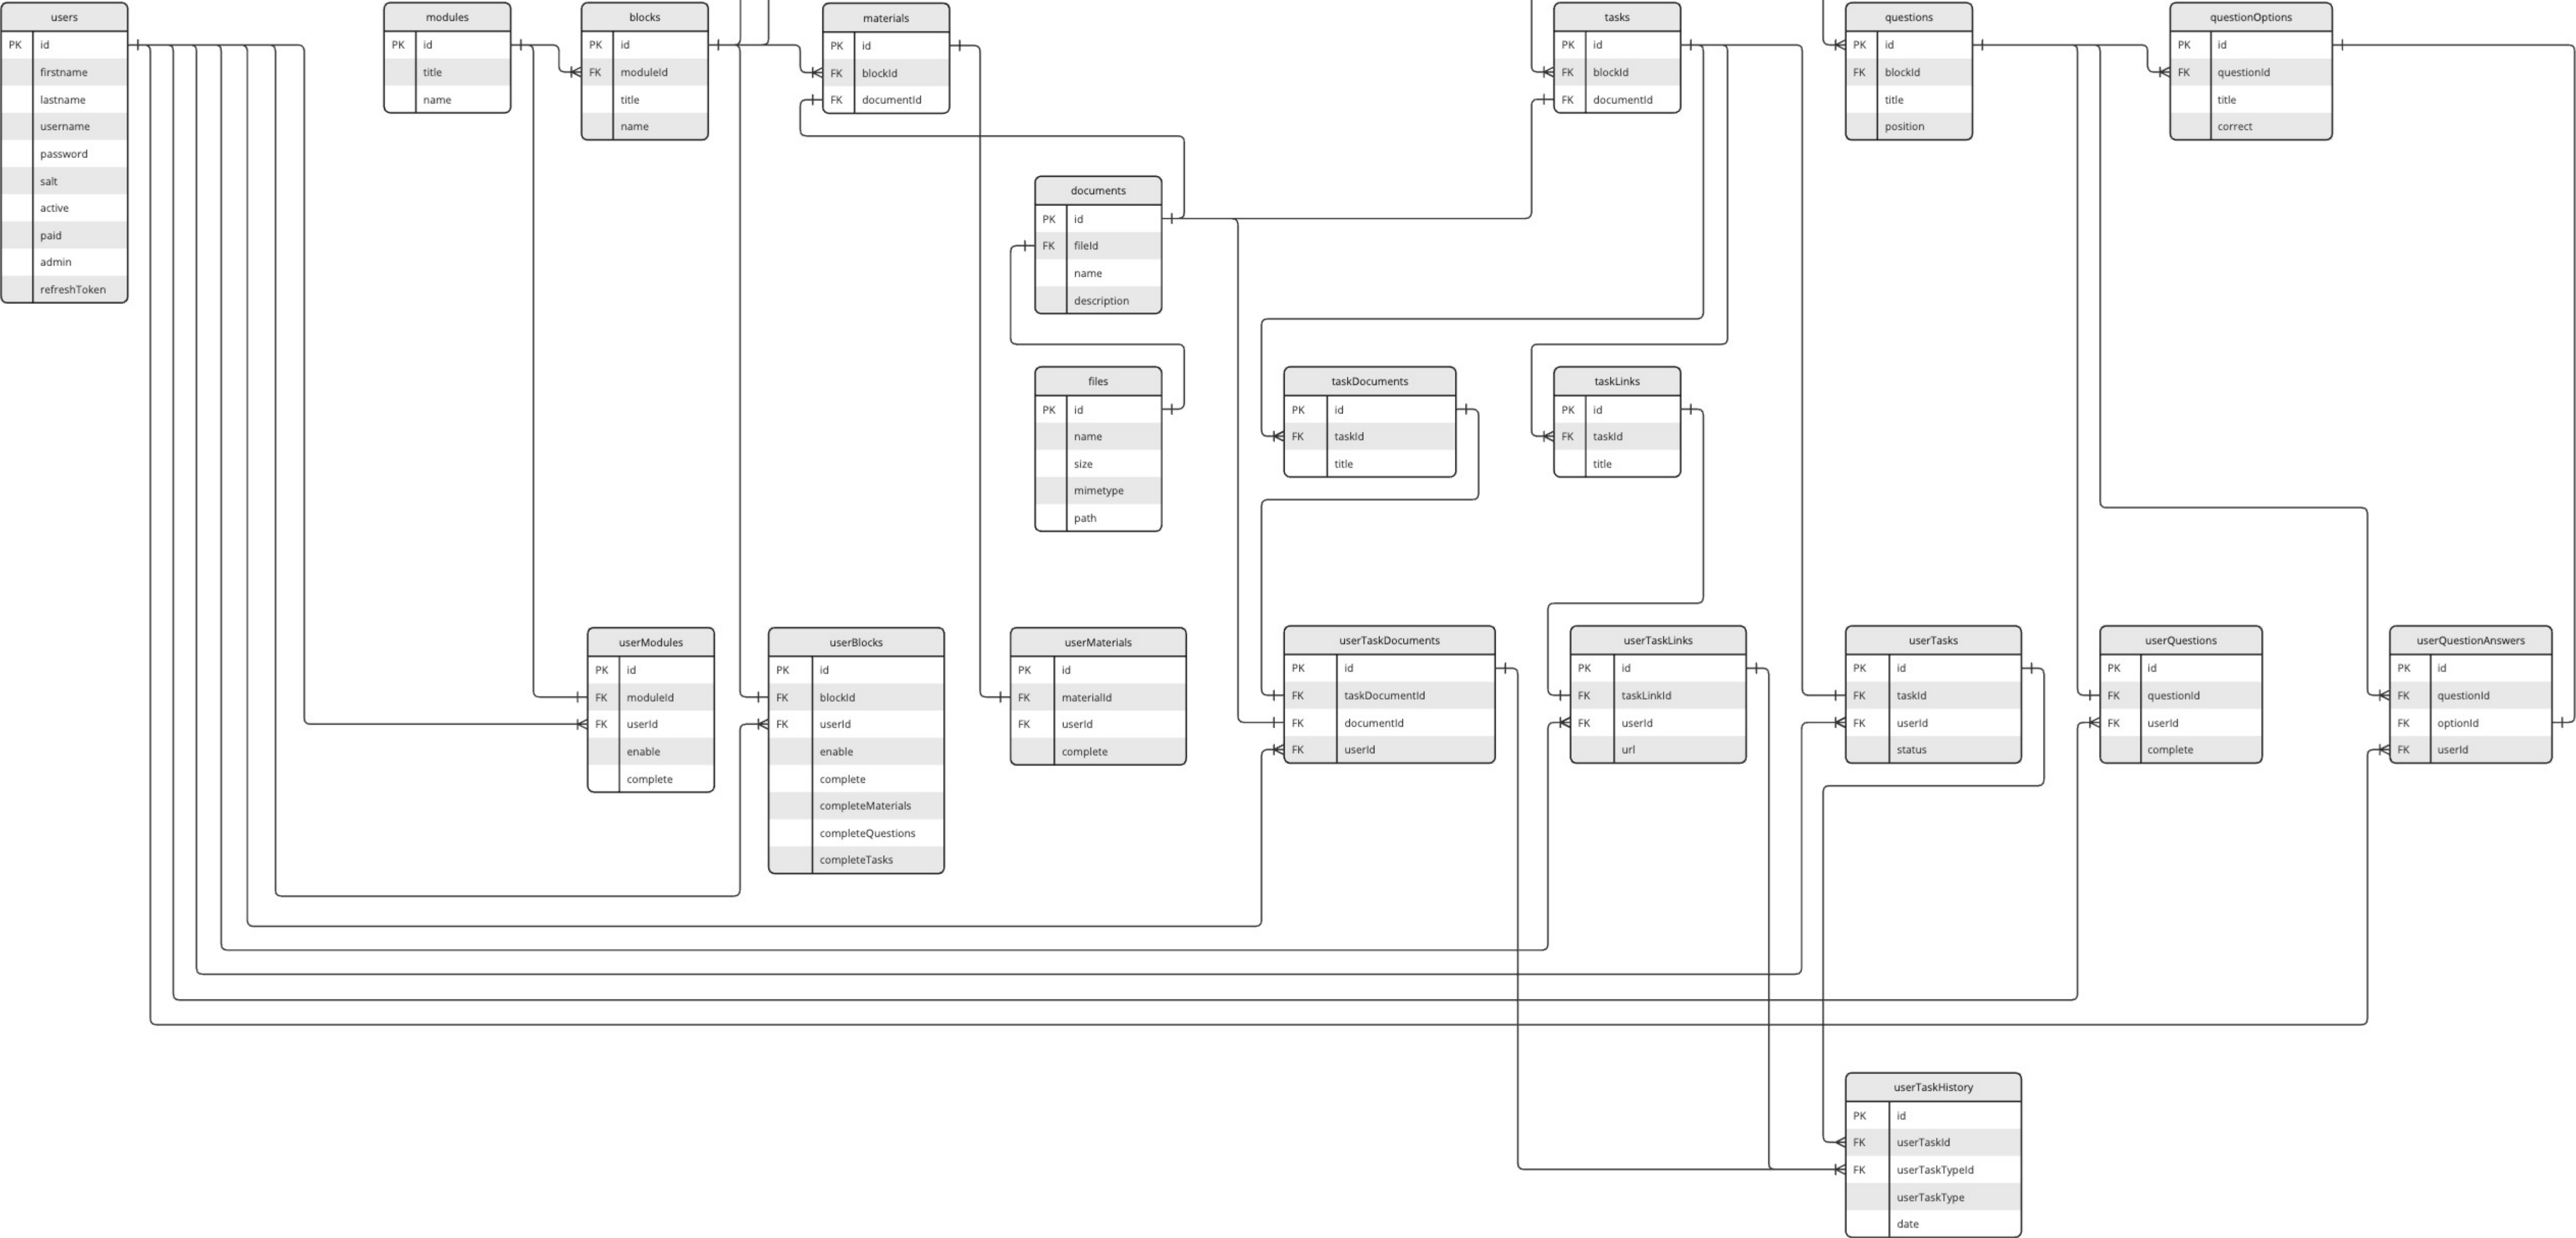 users
PK id
firstname
lastname
username
password
salt
active
paid
admin
refreshToken
modules
PK id
title
name
blocks
PK id
FK moduleId
title
name
materials
PK id
FK blockId
FK documentId
tasks
PK id
FK blockId
FK documentId
questions
PK id
FK blockId
title
position
questionOptions
PK id
FK questionId
title
correct
documents
PK id
FK fileId
name
description
files
PK id
name
size
mimetype
path
taskDocuments
PK id
FK taskId
title
taskLinks
PK id
FK taskId
title
userModules
PK id
FK moduleId
FK userId
enable
complete
userBlocks
PK id
FK blockId
FK userId
enable
complete
completeMaterials
completeQuestions
completeTasks
userMaterials
PK id
FK materialId
FK userId
complete
userTaskDocuments
PK id
FK taskDocumentId
FK documentId
FK userId
userTaskLinks
PK id
FK taskLinkId
FK userId
url
userTasks
PK id
FK taskId
FK userId
status
userQuestions
PK id
FK questionId
FK userId
complete
userQuestionAnswers
PK id
FK questionId
FK optionId
FK userId
userTaskHistory
PK id
FK userTaskId
FK userTaskTypeId
userTaskType
date